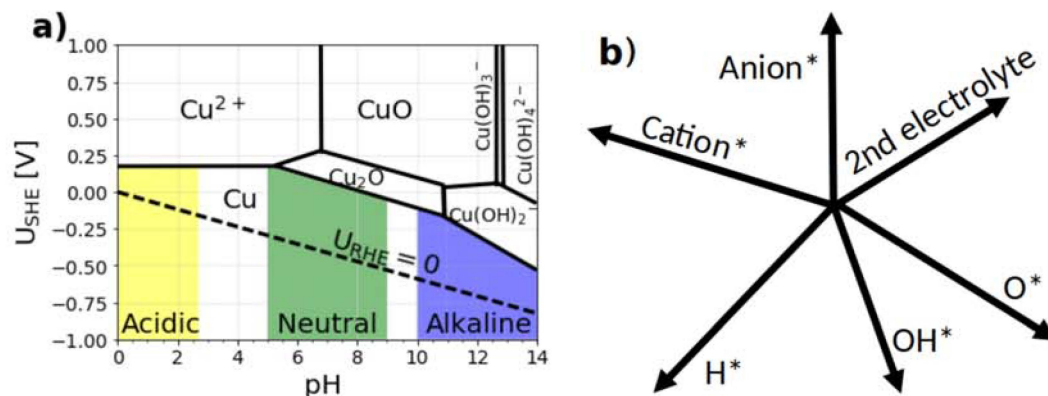 a)
1.00
0.75
0.50
0.25
0.00
−0.25
−0.50
−0.75
−1.00
U_SHE [V]
Cu²⁺
CuO
Cu(OH)₃⁻
Cu(OH)₄²⁻
Cu₂O
Cu
Cu(OH)₂⁻
U_RHE = 0
Acidic
Neutral
Alkaline
0 2 4 6 8 10 12 14
pH
b)
Anion*
2nd electrolyte
Cation*
O*
OH*
H*